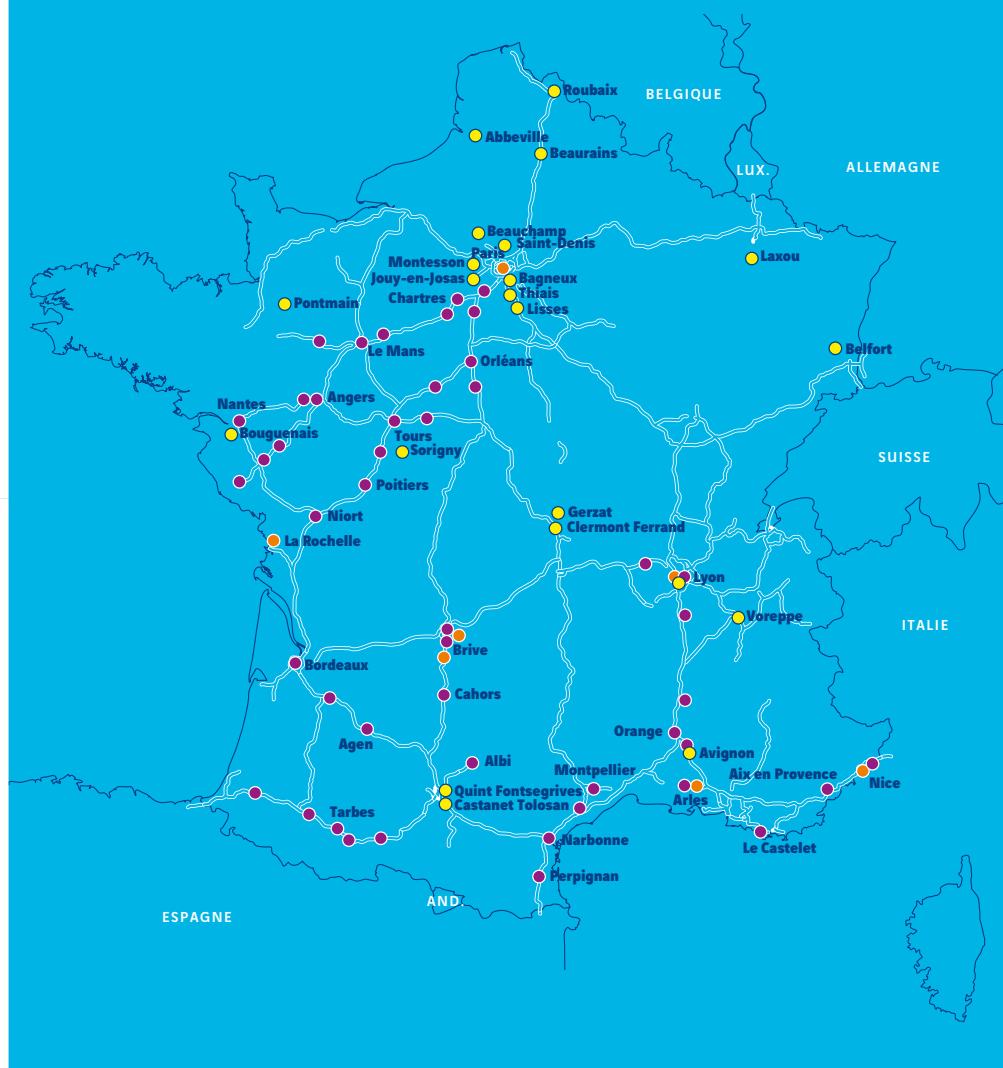 Roubaix
BELGIQUE
Abbeville
Beaurains
LUX.
ALLEMAGNE
Beauchamp
Saint-Denis
Paris
Montesson
Laxou
Jouy-en-Josas
Bagneux
Thiais
Chartres
Pontmain
Lisses
Le Mans
Belfort
Orléans
Angers
Nantes
Bouguenais
Tours
Sorigny
SUISSE
Poitiers
Gerzat
Niort
Clermont Ferrand
La Rochelle
Lyon
Voreppe
ITALIE
Brive
Bordeaux
Cahors
Orange
Agen
Avignon
Albi
Montpellier
Aix en Provence
Nice
Quint Fontsegrives
Arles
Castanet Tolosan
Tarbes
Narbonne
Le Castelet
Perpignan
AND.
ESPAGNE